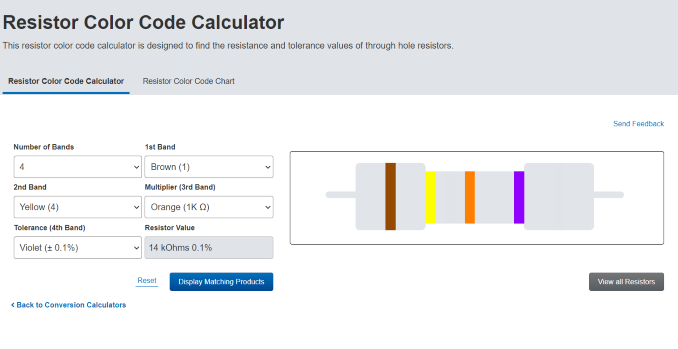 Resistor Color Code Calculator
This resistor color code calculator is designed to find the resistance and tolerance values of through hole resistors.
Resistor Color Code Calculator
Resistor Color Code Chart
Send Feedback
Number of Bands
1st Band
4
Brown (1)
2nd Band
Multiplier (3rd Band)
Yellow (4)
Orange (1K Ω)
Tolerance (4th Band)
Resistor Value
Violet (± 0.1%)
14 kOhms 0.1%
Reset
Display Matching Products
View all Resistors
‹ Back to Conversion Calculators